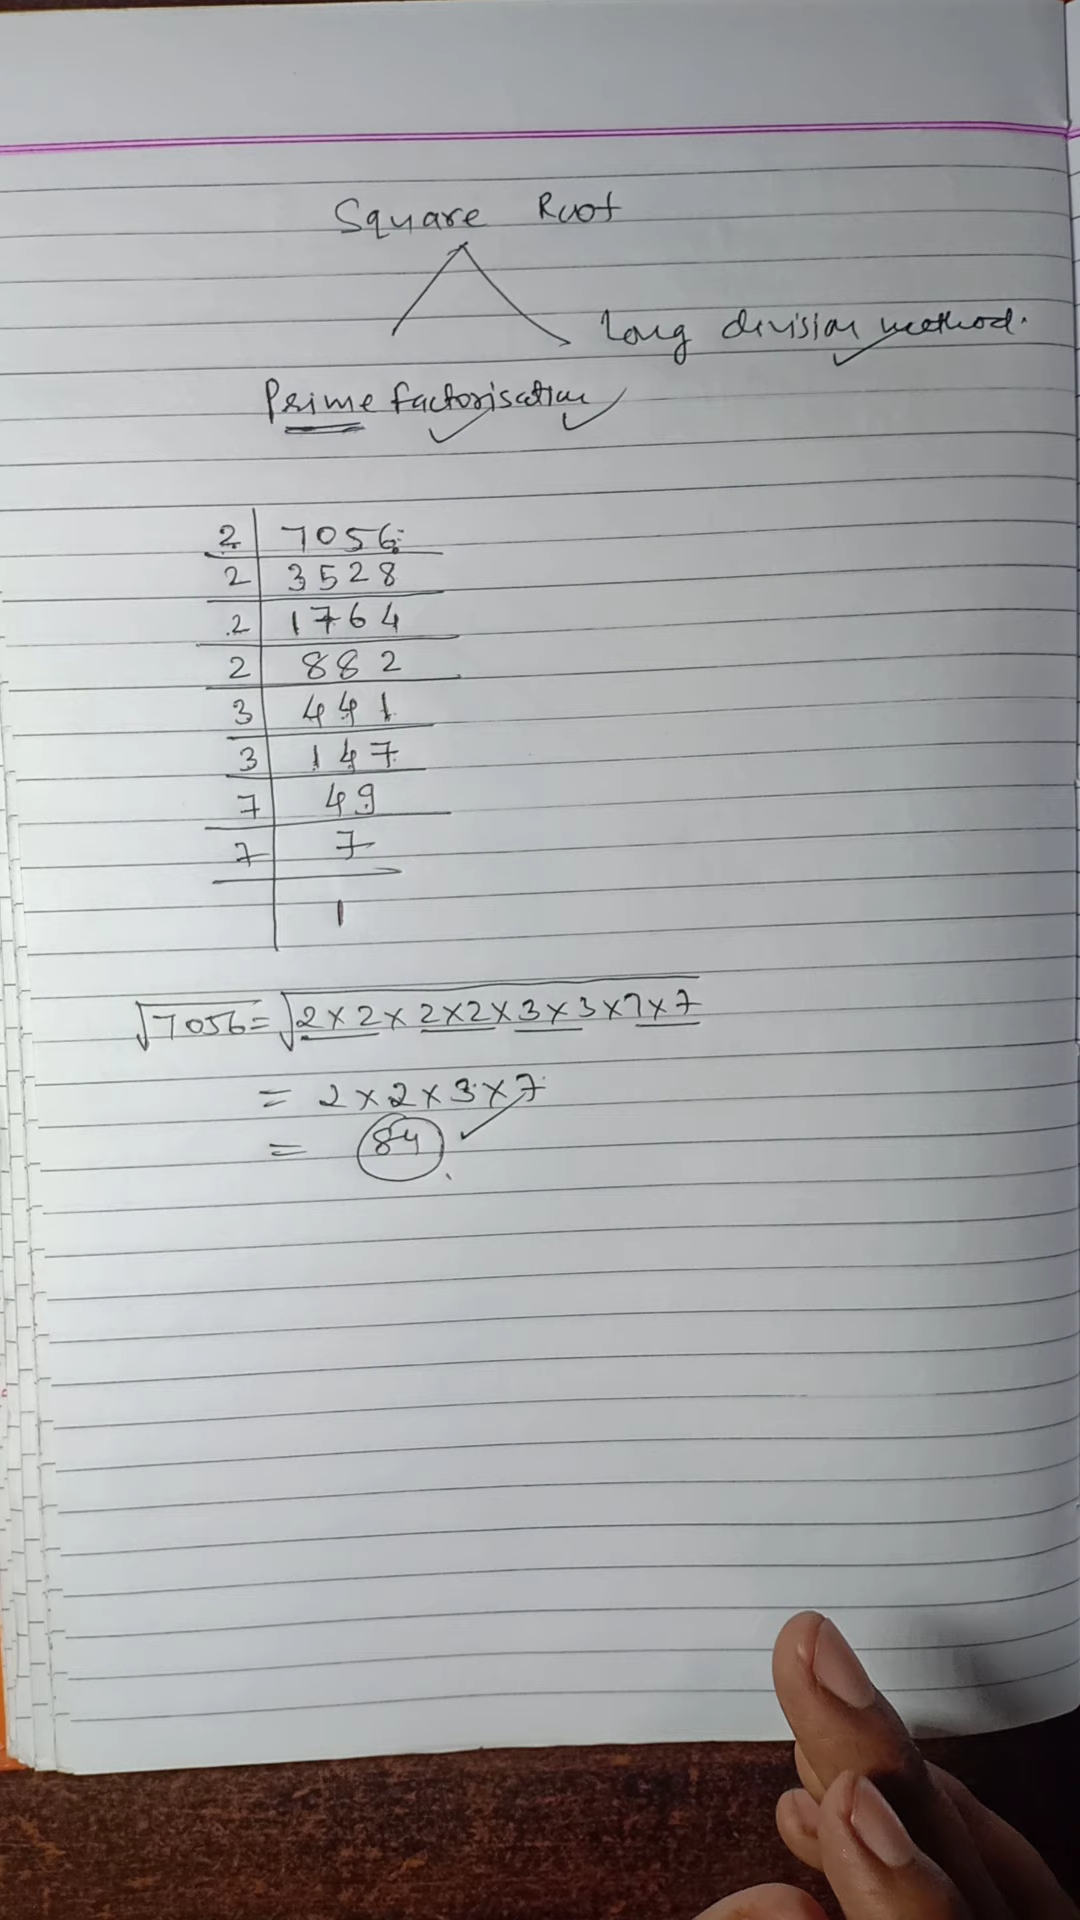 Square Root
Long division method.
Prime factorisation
2 | 7056
2 | 3528
2 | 1764
2 | 882
3 | 441
3 | 147
7 | 49
7 | 7
| 1
√7056 = √2×2×2×2×3×3×7×7
= 2×2×3×7
= 84